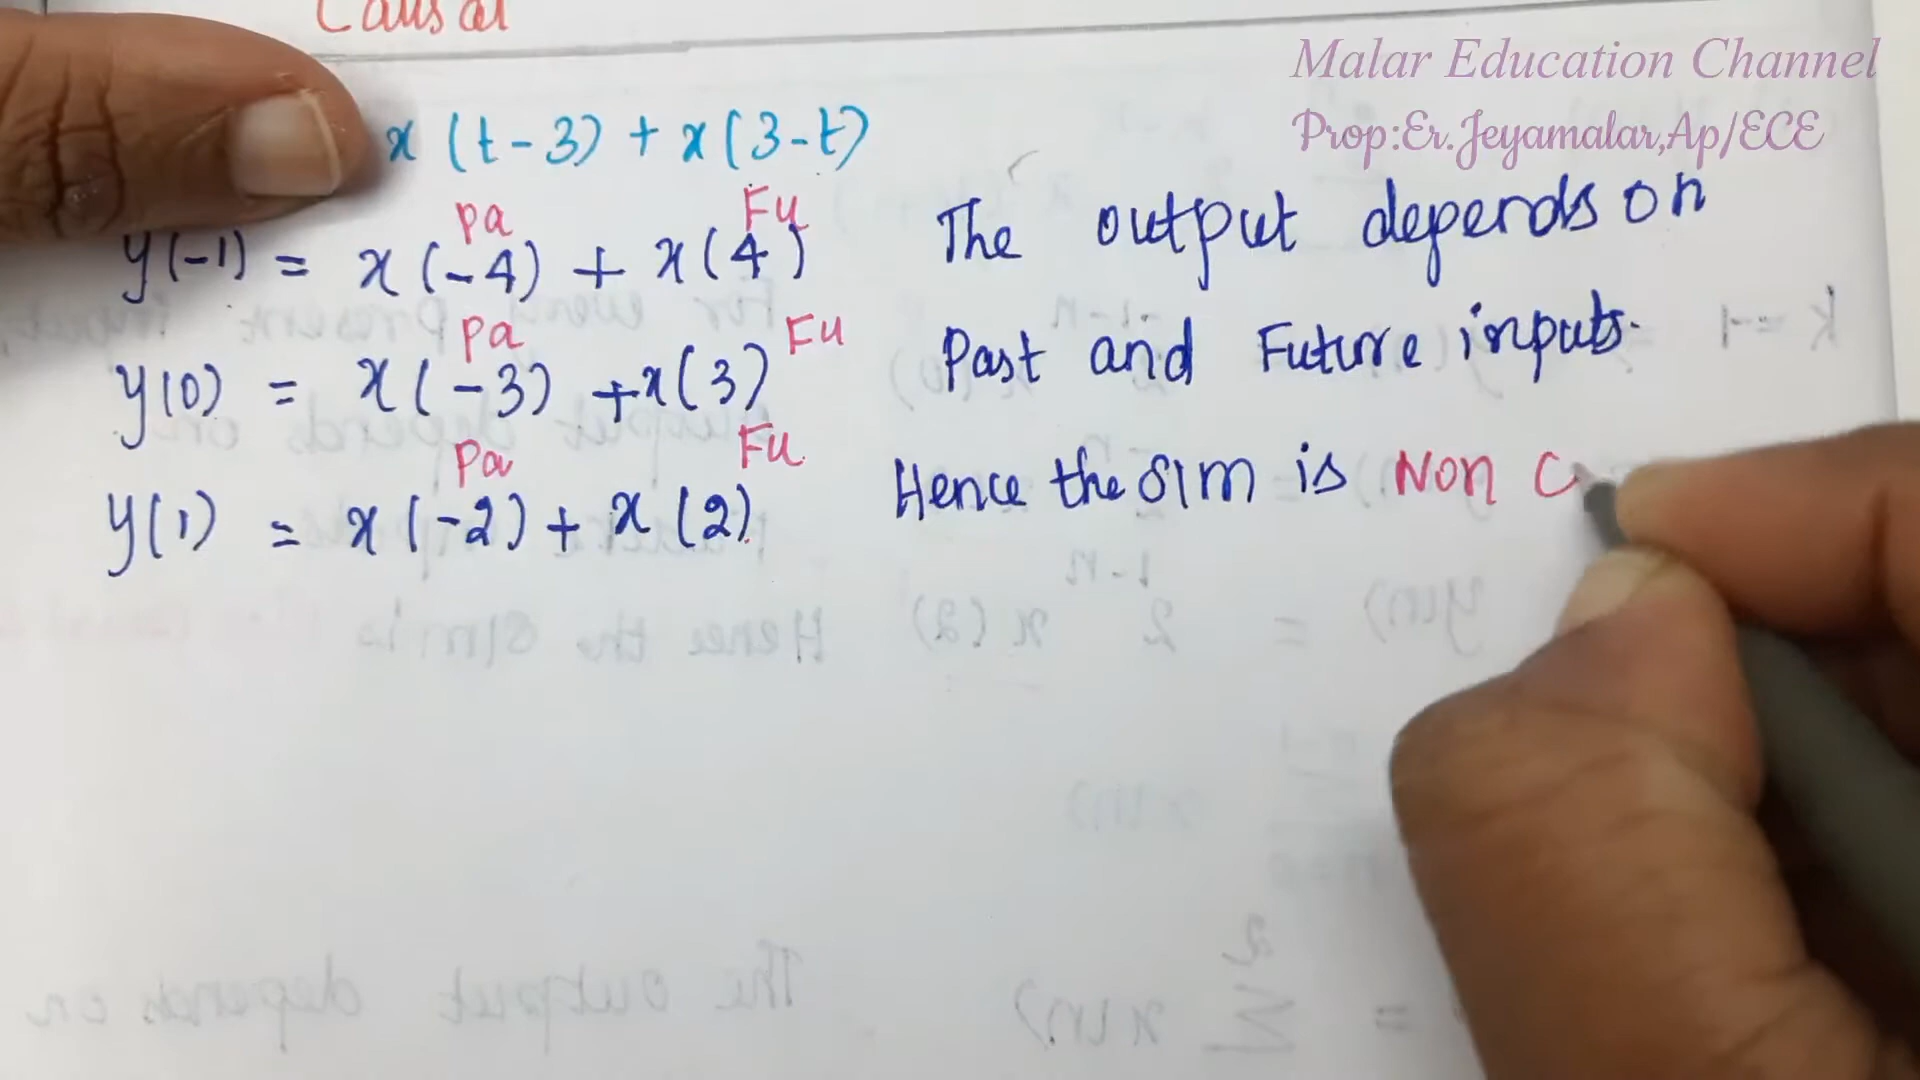 Causal
Malar Education Channel
Prop:Er.Jeyamalar,Ap/ECE
x(t-3) + x(3-t)
Pa Fu
y(-1) = x(-4) + x(4)
Pa Fu
y(0) = x(-3) + x(3)
Pa Fu
y(1) = x(-2) + x(2)
The output depends on
Past and Future inputs.
Hence the s/m is Non C